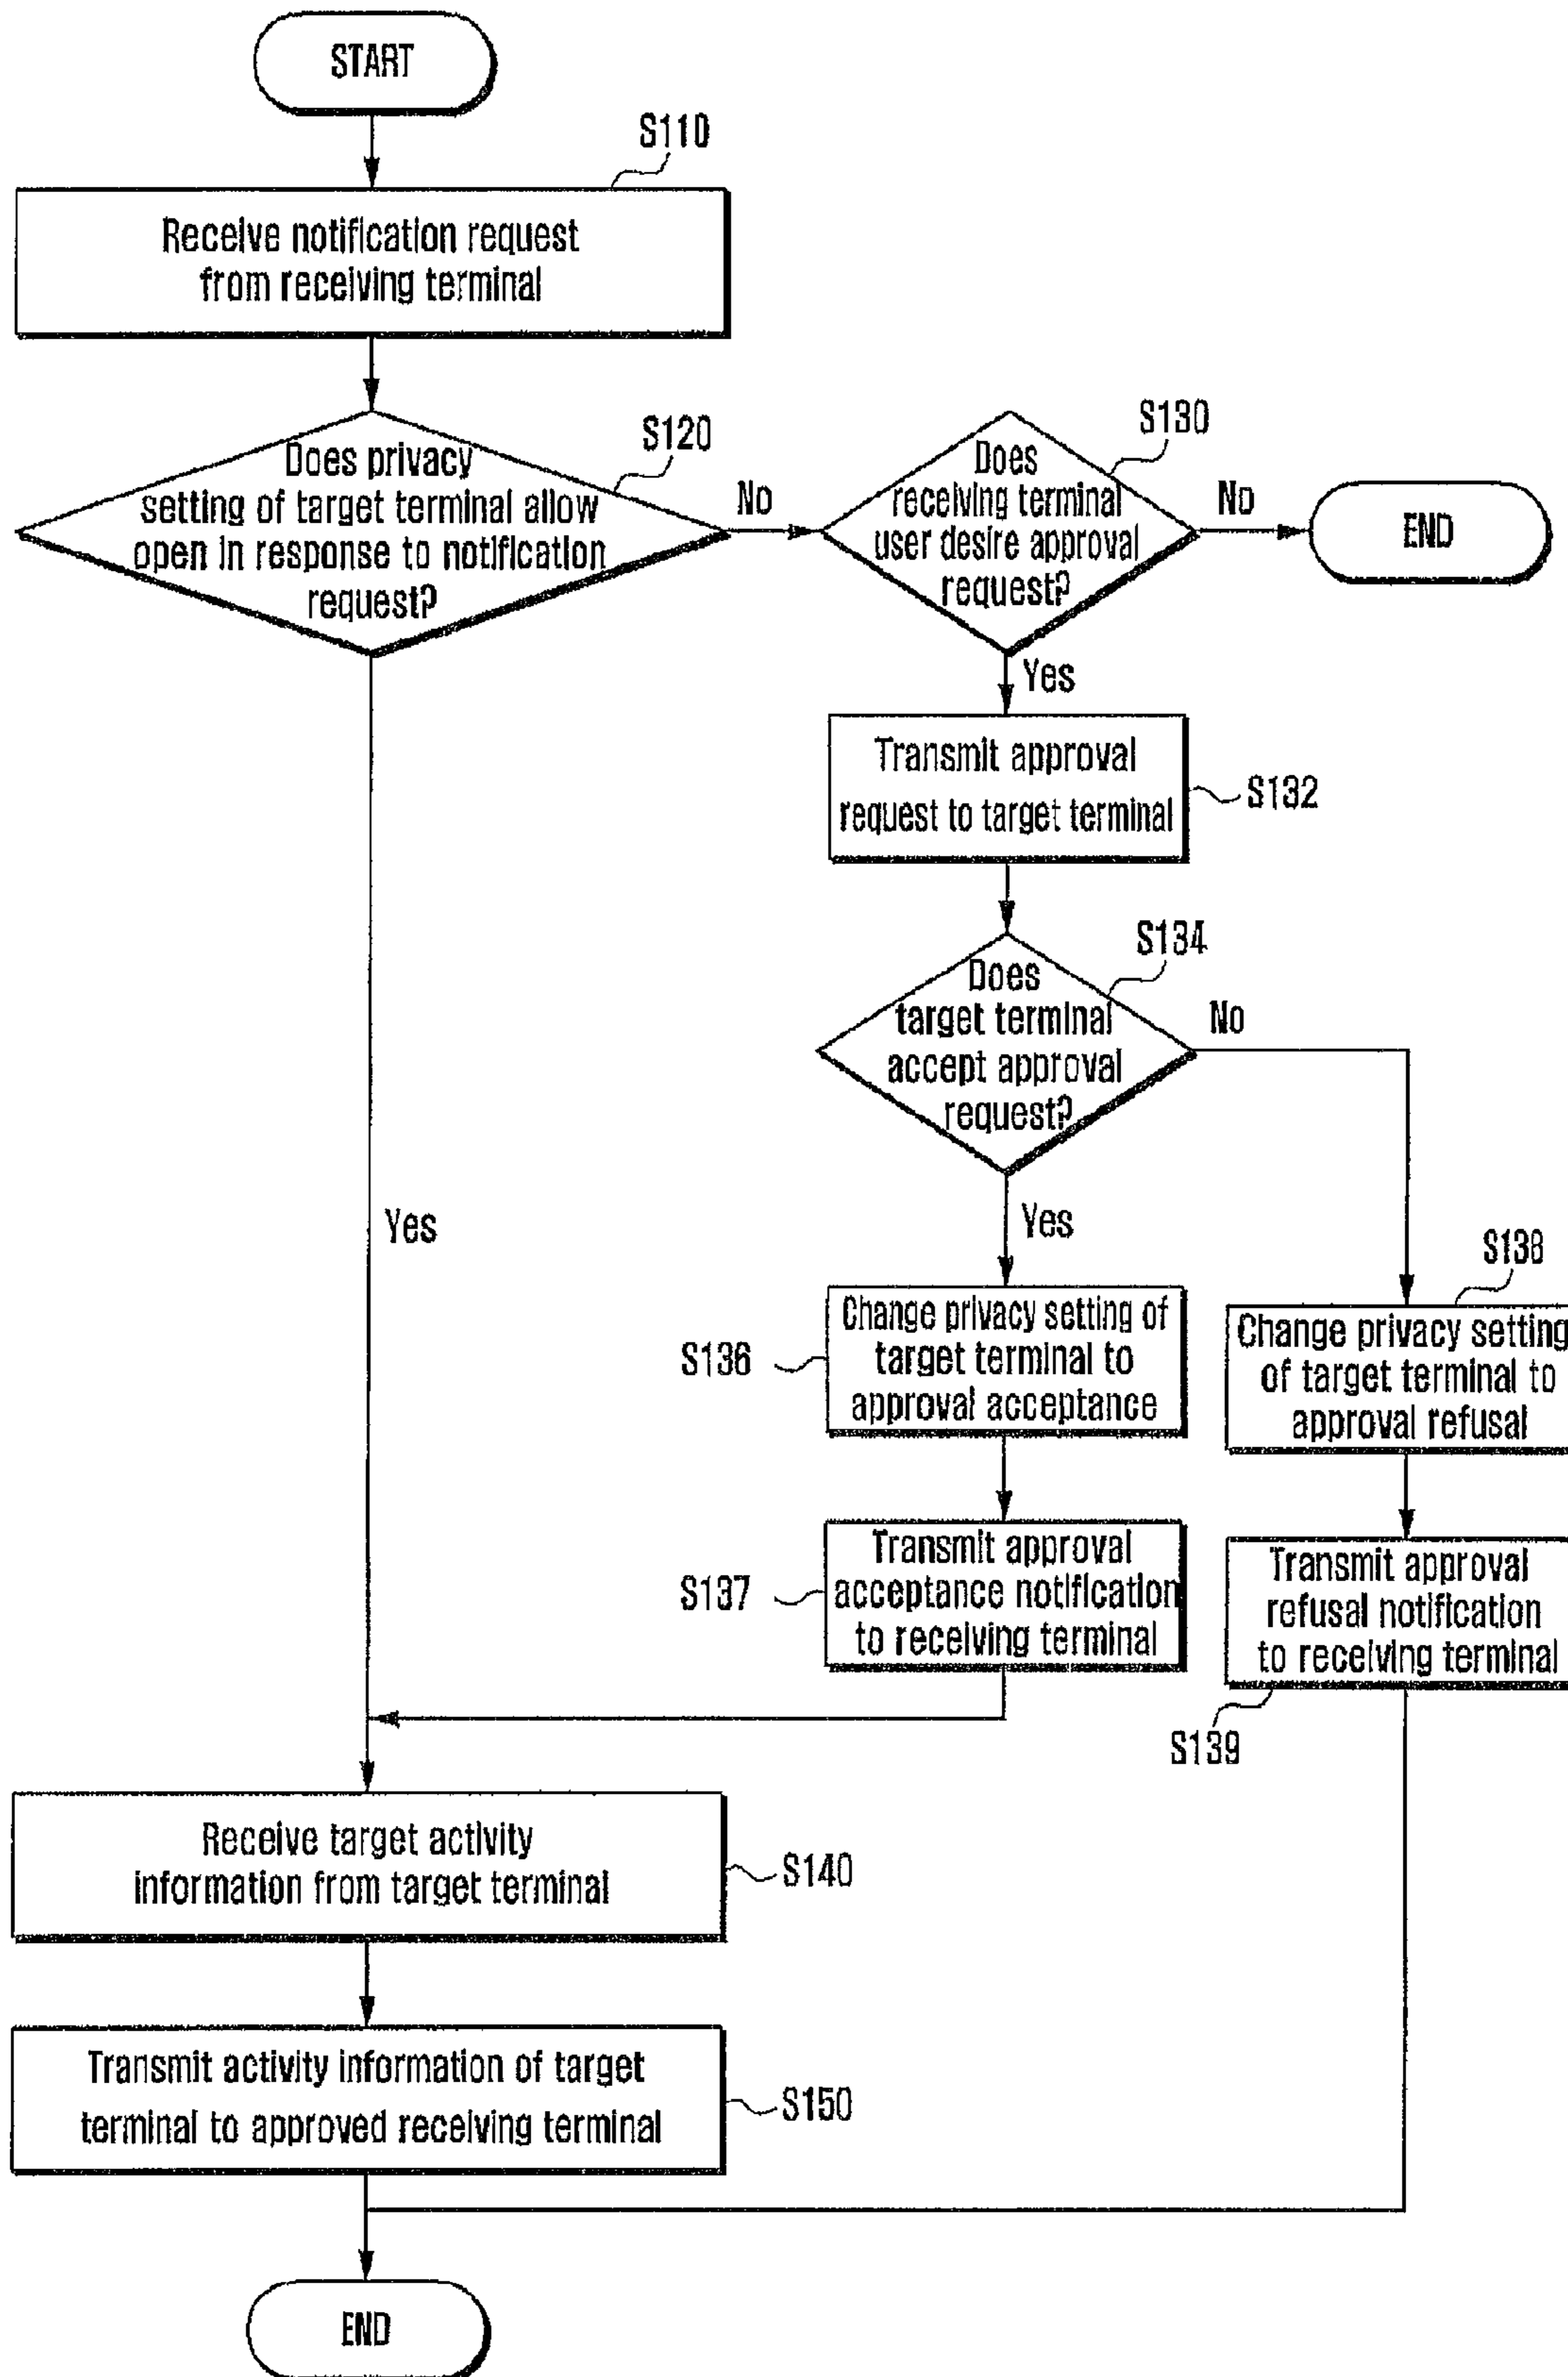 START
S110
Receive notification request
from receiving terminal
S120
Does privacy
setting of target terminal allow
open in response to notification
request?
No
Yes
S130
Does
receiving terminal
user desire approval
request?
No
END
Yes
Transmit approval
request to target terminal
S132
S134
Does
target terminal
accept approval
request?
No
Yes
S136
Change privacy setting of
target terminal to
approval acceptance
S138
Change privacy setting
of target terminal to
approval refusal
S137
Transmit approval
acceptance notification
to receiving terminal
Transmit approval
refusal notification
to receiving terminal
S139
Receive target activity
information from target terminal
S140
Transmit activity information of target
terminal to approved receiving terminal
S150
END